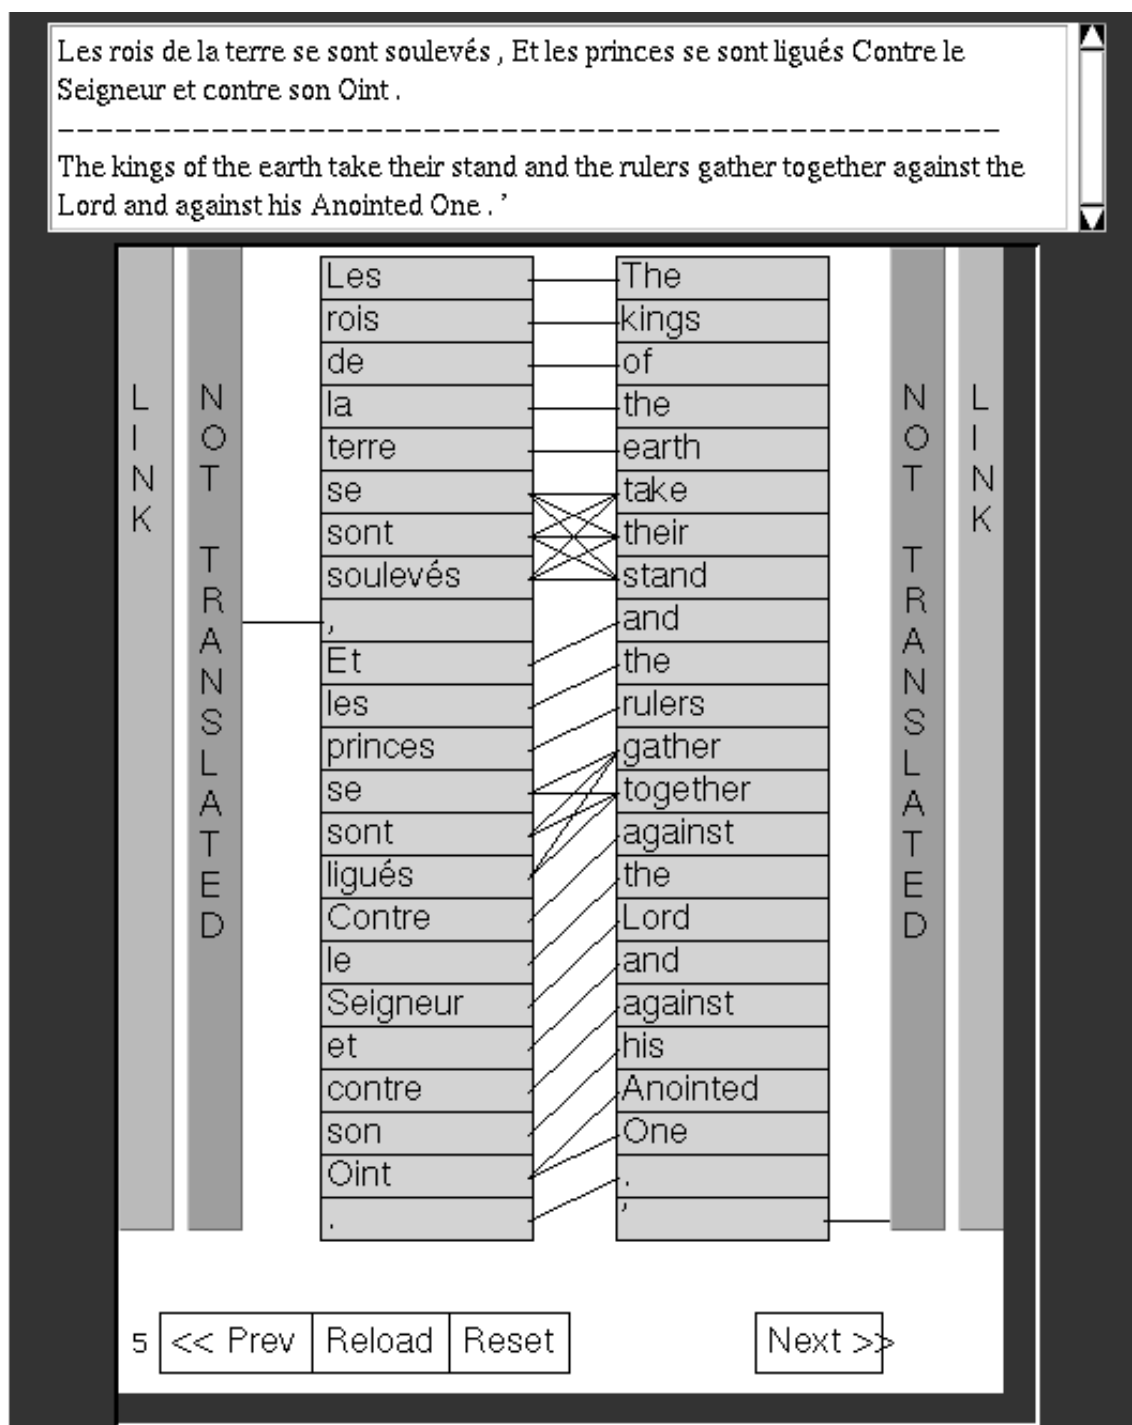 Les rois de la terre se sont soulevés , Et les princes se sont ligués Contre le
Seigneur et contre son Oint .
The kings of the earth take their stand and the rulers gather together against the
Lord and against his Anointed One . ’
LINK
NOT TRANSLATED
Les
rois
de
la
terre
se
sont
soulevés
,
Et
les
princes
se
sont
ligués
Contre
le
Seigneur
et
contre
son
Oint
.
The
kings
of
the
earth
take
their
stand
and
the
rulers
gather
together
against
the
Lord
and
against
his
Anointed
One
.
’
NOT TRANSLATED
LINK
5 << Prev Reload Reset Next >>